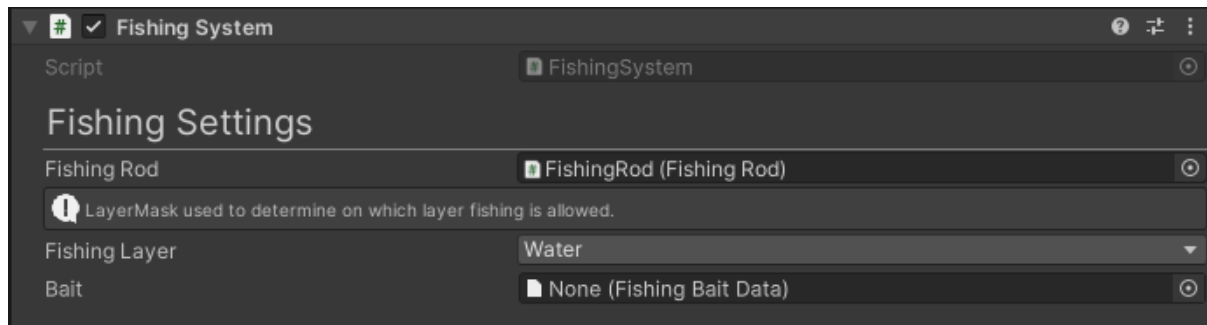 Fishing System
Script FishingSystem
Fishing Settings
Fishing Rod FishingRod (Fishing Rod)
LayerMask used to determine on which layer fishing is allowed.
Fishing Layer Water
Bait None (Fishing Bait Data)